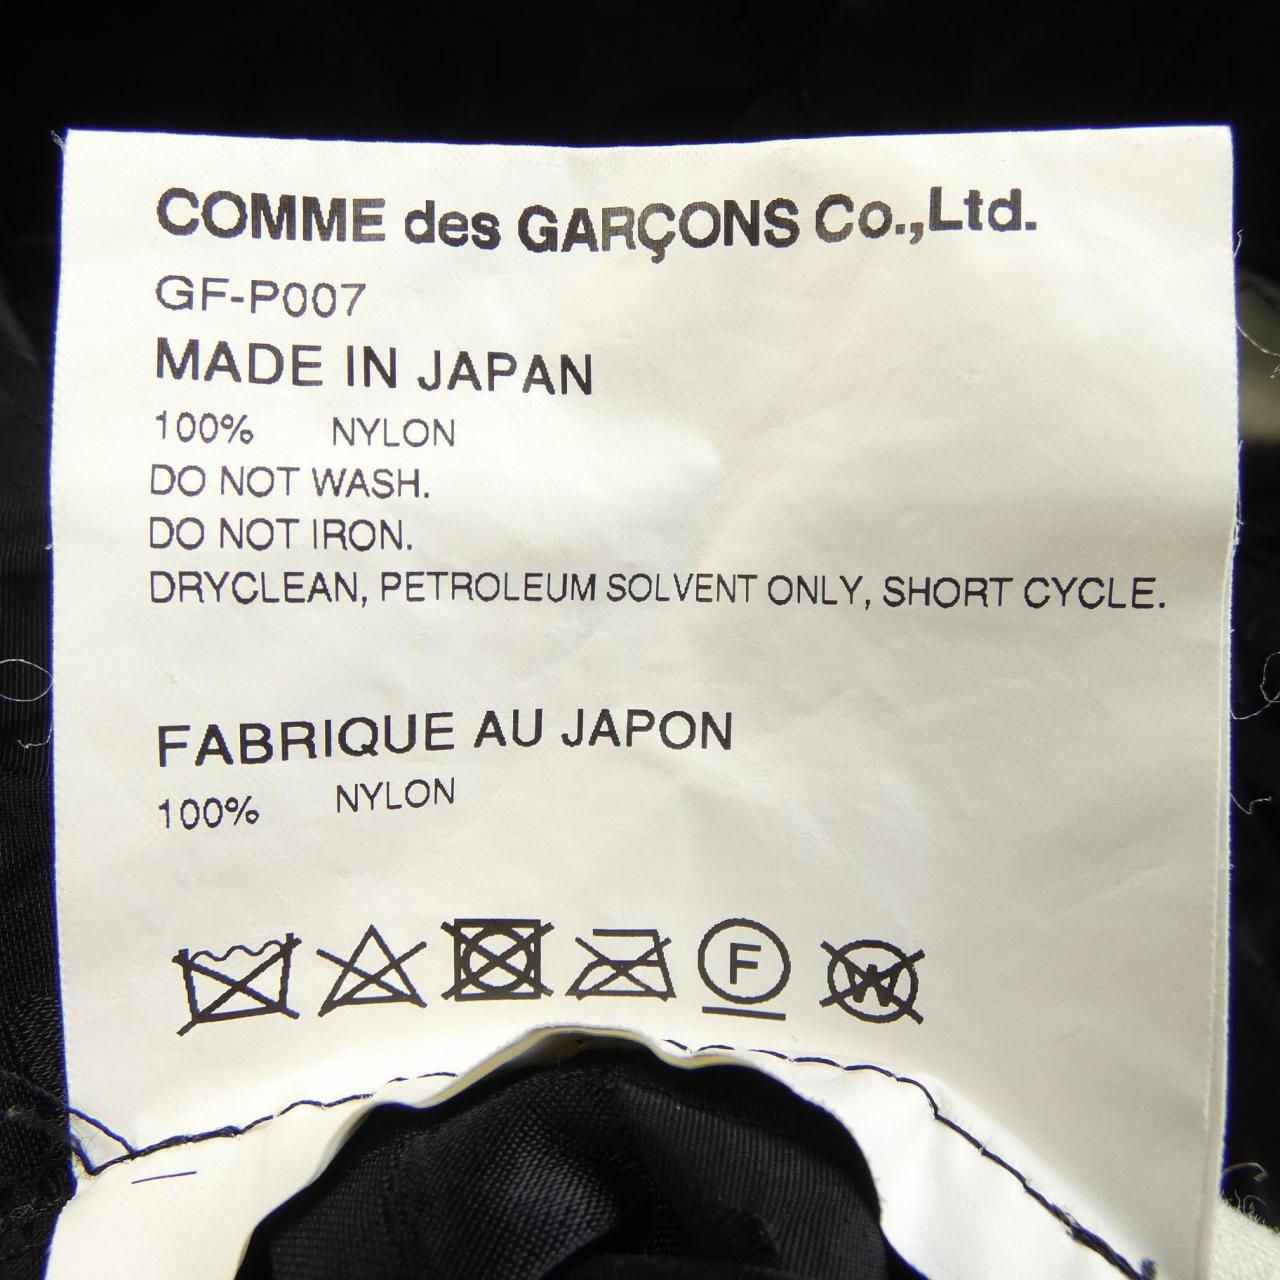 COMME des GARÇONS Co.,Ltd.
GF-P007
MADE IN JAPAN
100% NYLON
DO NOT WASH.
DO NOT IRON.
DRYCLEAN, PETROLEUM SOLVENT ONLY, SHORT CYCLE.
FABRIQUE AU JAPON
100% NYLON
F W